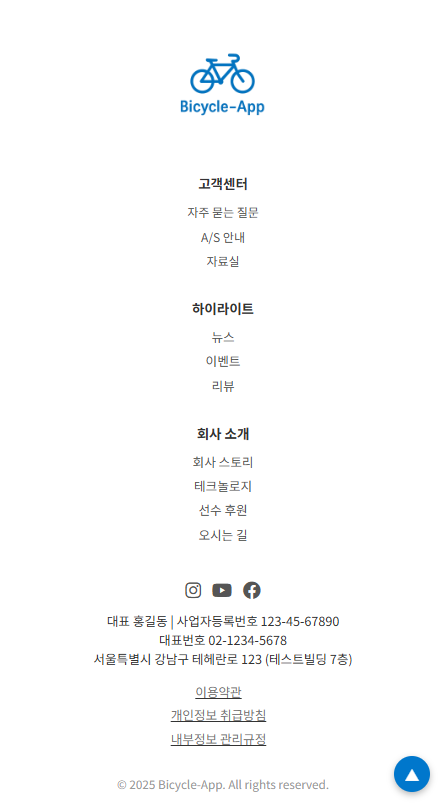 Bicycle-App
고객센터
자주 묻는 질문
A/S 안내
자료실
하이라이트
뉴스
이벤트
리뷰
회사 소개
회사 스토리
테크놀로지
선수 후원
오시는 길
대표 홍길동 | 사업자등록번호 123-45-67890
대표번호 02-1234-5678
서울특별시 강남구 테헤란로 123 (테스트빌딩 7층)
이용약관
개인정보 취급방침
내부정보 관리규정
© 2025 Bicycle-App. All rights reserved.